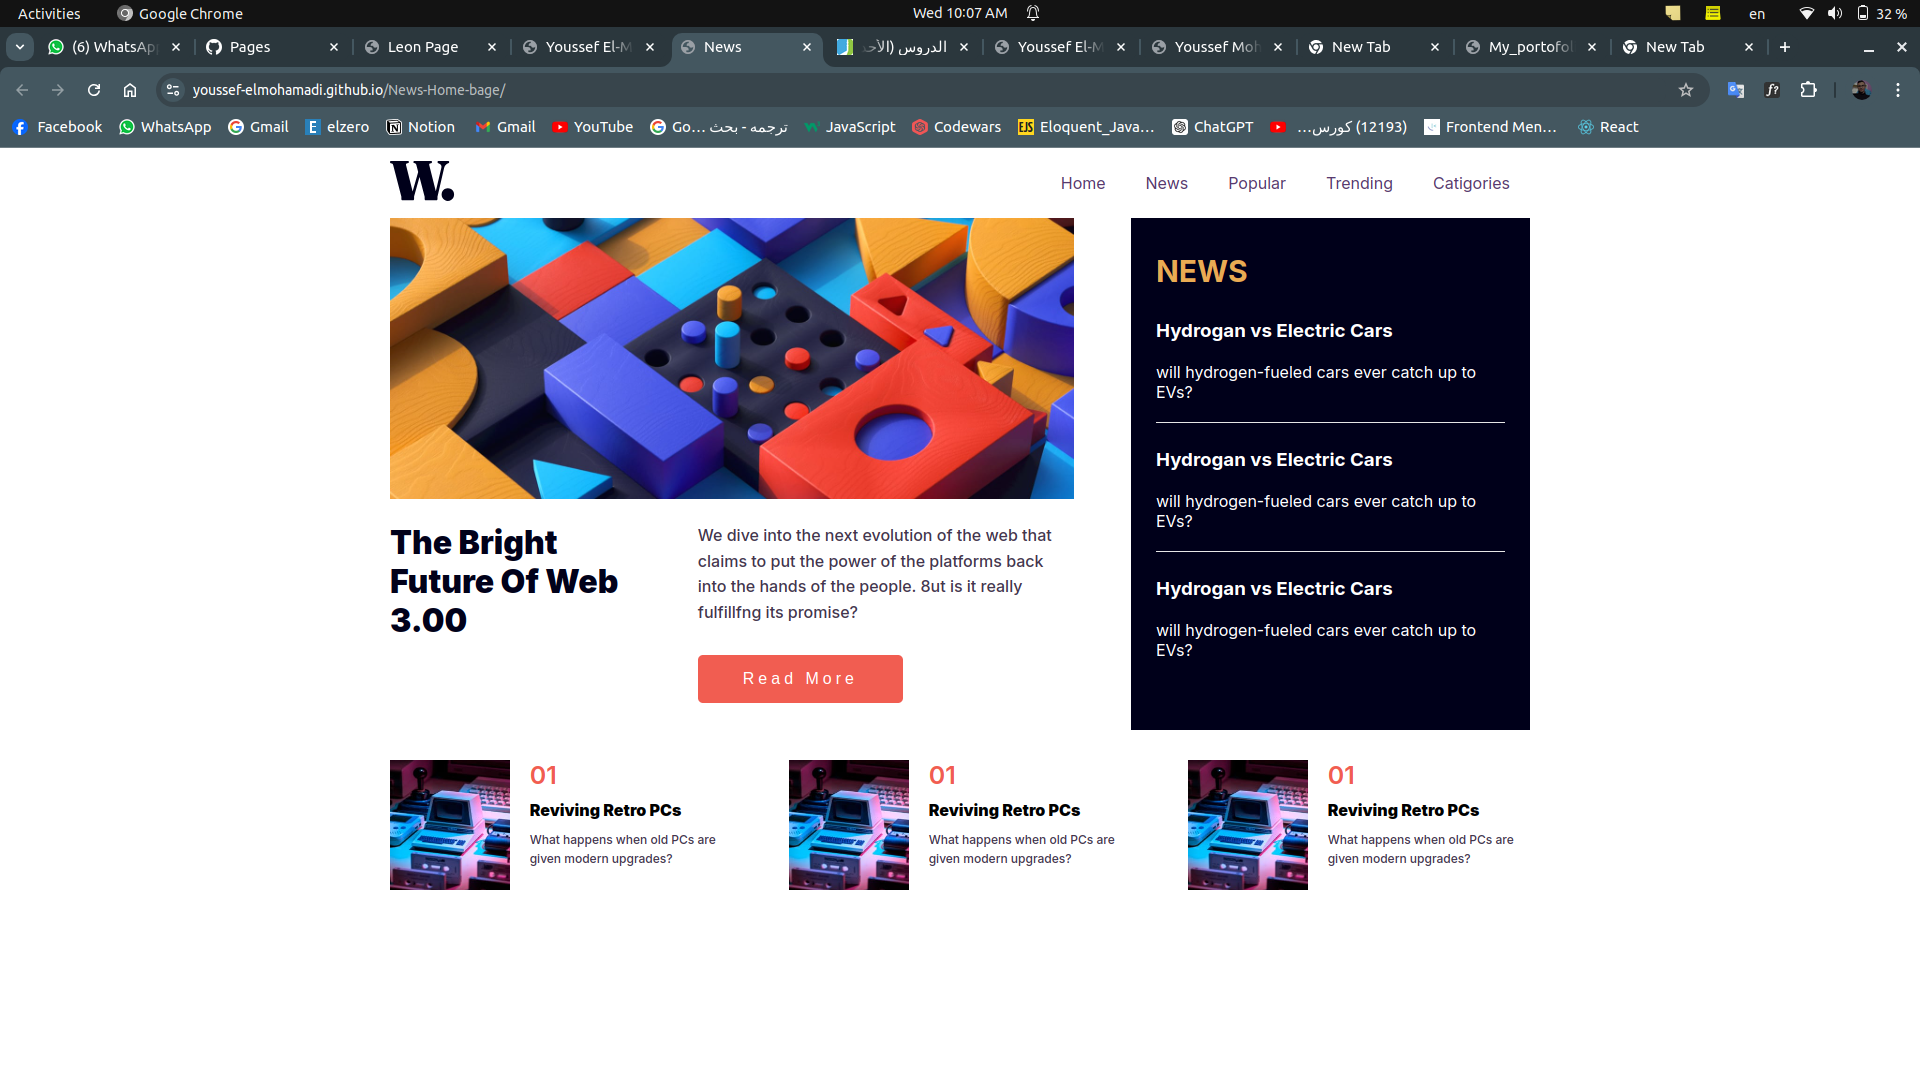 Activities
Google Chrome
Wed 10:07 AM
en
32 %
(6) WhatsApp
Pages
Leon Page
Youssef El-M
News
الدروس (الأحد
Youssef El-M
Youssef Moh
New Tab
My_portofol
New Tab
youssef-elmohamadi.github.io/News-Home-bage/
Facebook
WhatsApp
Gmail
elzero
Notion
Gmail
YouTube
ترجمه - بحث ...Go
JavaScript
Codewars
Eloquent_Java...
ChatGPT
(12193) كورس...
Frontend Men...
React
W.
Home
News
Popular
Trending
Catigories
The Bright
Future Of Web
3.00
We dive into the next evolution of the web that
claims to put the power of the platforms back
into the hands of the people. 8ut is it really
fulfillfng its promise?
Read More
NEWS
Hydrogan vs Electric Cars
will hydrogen-fueled cars ever catch up to
EVs?
Hydrogan vs Electric Cars
will hydrogen-fueled cars ever catch up to
EVs?
Hydrogan vs Electric Cars
will hydrogen-fueled cars ever catch up to
EVs?
01
Reviving Retro PCs
What happens when old PCs are
given modern upgrades?
01
Reviving Retro PCs
What happens when old PCs are
given modern upgrades?
01
Reviving Retro PCs
What happens when old PCs are
given modern upgrades?